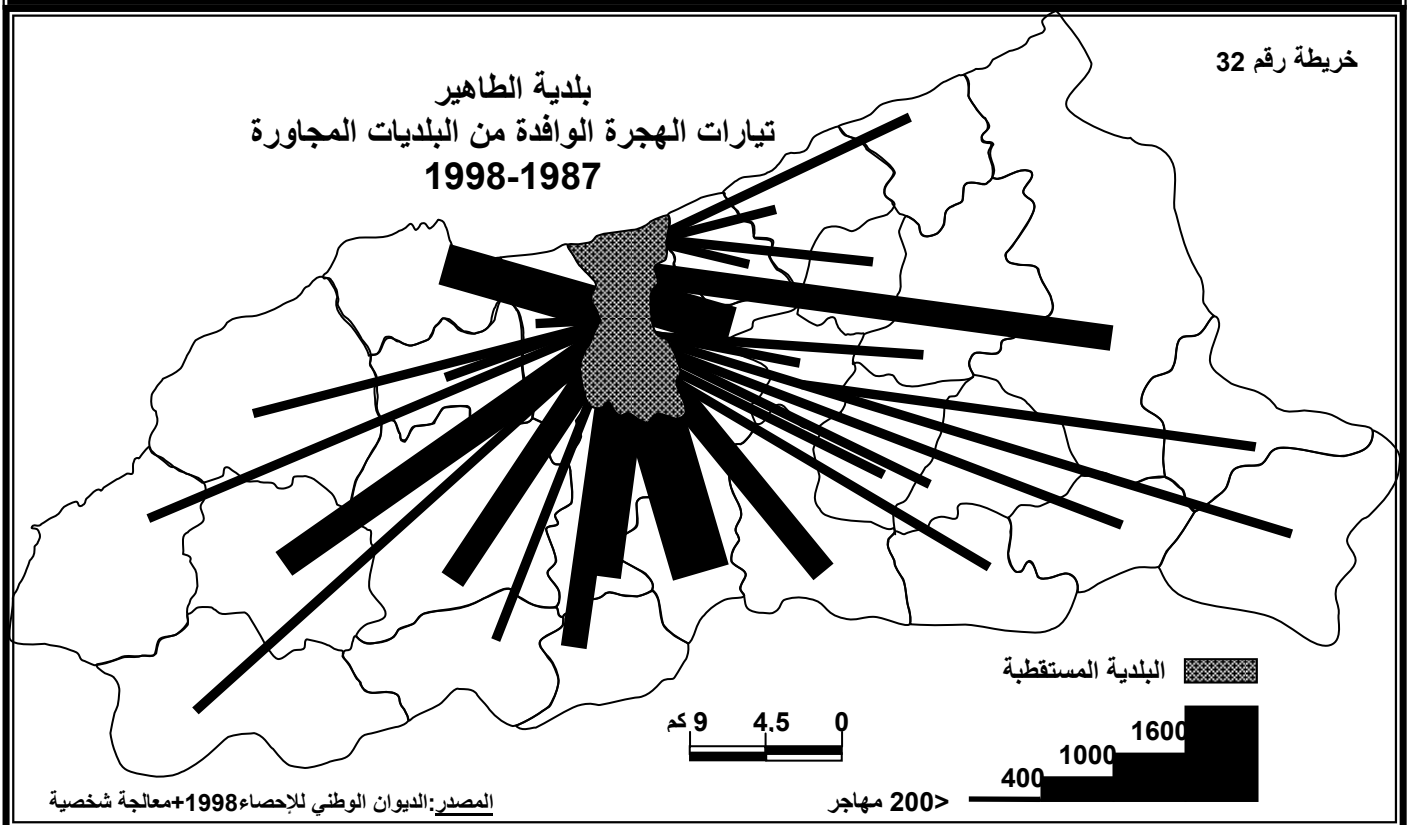 خريطة رقم 32
بلدية الطاهير
تيارات الهجرة الوافدة من البلديات المجاورة
1998-1987
البلدية المستقطبة
0 4.5 9 كم
1600
1000
400
<200 مهاجر
المصدر:الديوان الوطني للإحصاء1998+معالجة شخصية